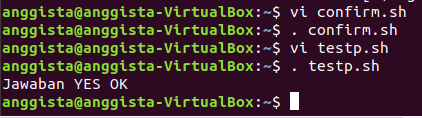 anggista@anggista-VirtualBox:~$ vi confirm.sh
anggista@anggista-VirtualBox:~$ . confirm.sh
anggista@anggista-VirtualBox:~$ vi testp.sh
anggista@anggista-VirtualBox:~$ . testp.sh
Jawaban YES OK
anggista@anggista-VirtualBox:~$